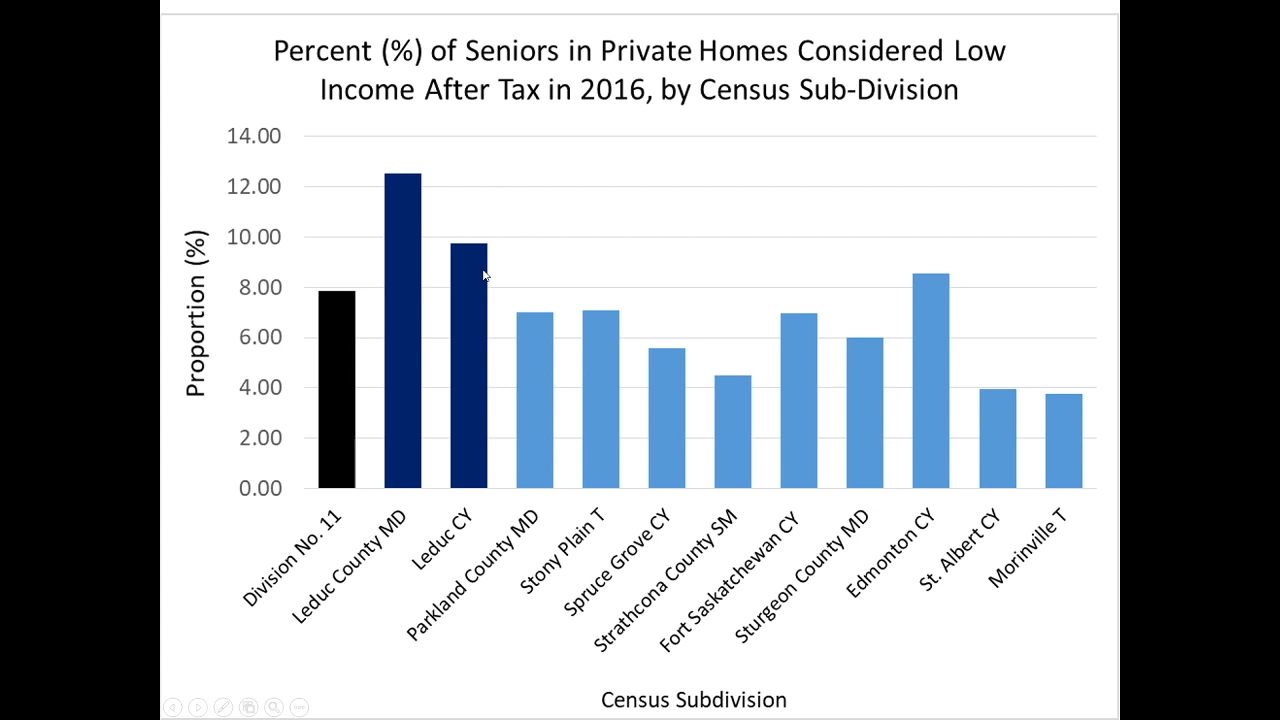 Percent (%) of Seniors in Private Homes Considered Low
Income After Tax in 2016, by Census Sub-Division
14.00
12.00
10.00
8.00
6.00
4.00
2.00
0.00
Proportion (%)
Division No. 11
Leduc County MD
Leduc CY
Parkland County MD
Stony Plain T
Spruce Grove CY
Strathcona County SM
Fort Saskatchewan CY
Sturgeon County MD
Edmonton CY
St. Albert CY
Morinville T
Census Subdivision